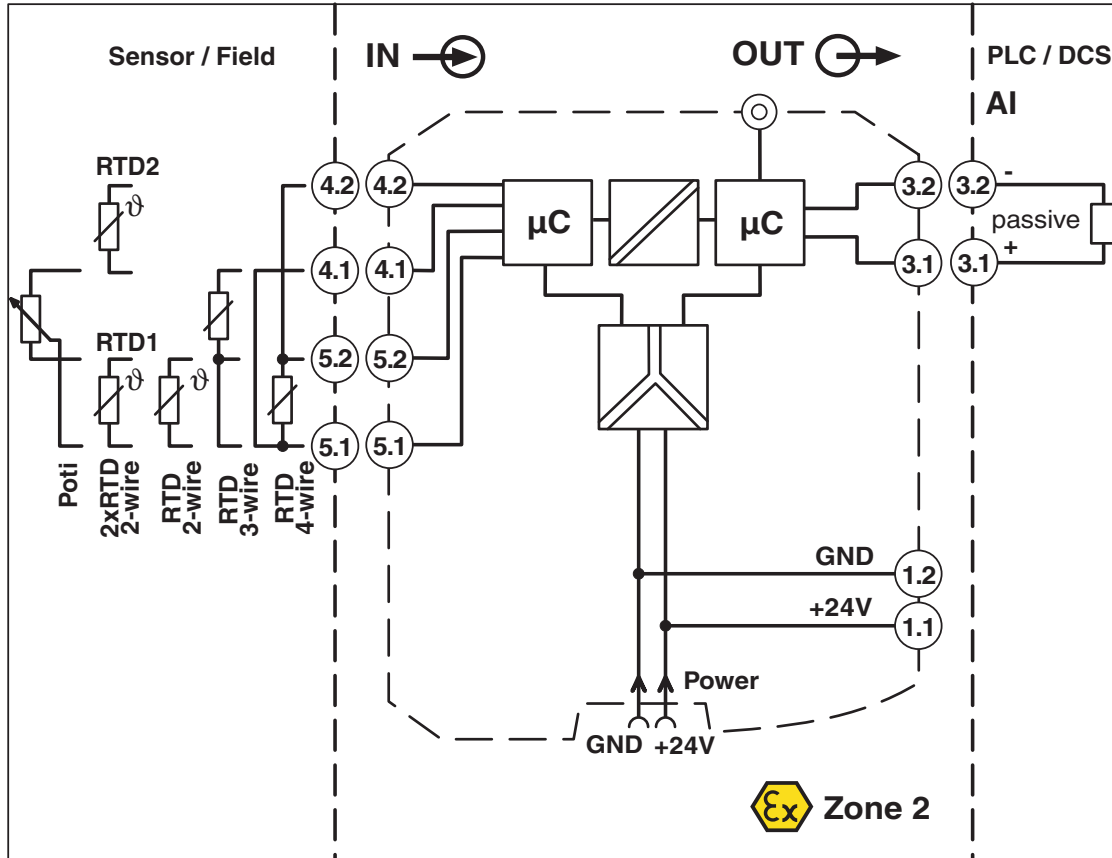 Sensor / Field
IN
OUT
PLC / DCS
AI
RTD2
ϑ
RTD1
ϑ
ϑ
Poti
2xRTD
2-wire
RTD
2-wire
RTD
3-wire
RTD
4-wire
4.2
4.1
5.2
5.1
4.2
4.1
5.2
5.1
µC
µC
3.2
3.1
3.2
3.1
-
passive
+
GND
1.2
+24V
1.1
Power
GND
+24V
Ex
Zone 2